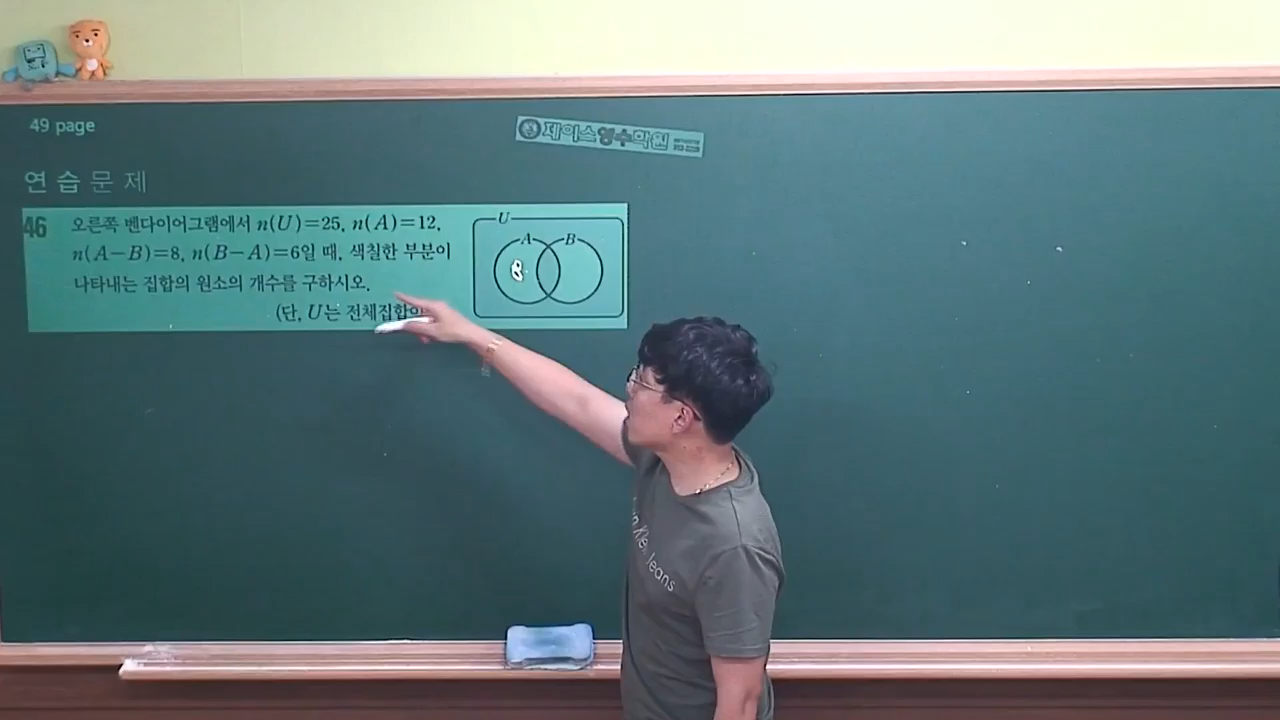 49 page
제이스영수학원
연습문제
46 오른쪽 벤다이어그램에서 n(U)=25, n(A)=12,
n(A−B)=8, n(B−A)=6일 때, 색칠한 부분이
나타내는 집합의 원소의 개수를 구하시오.
(단, U는 전체집합
U
A B
8
Jeans